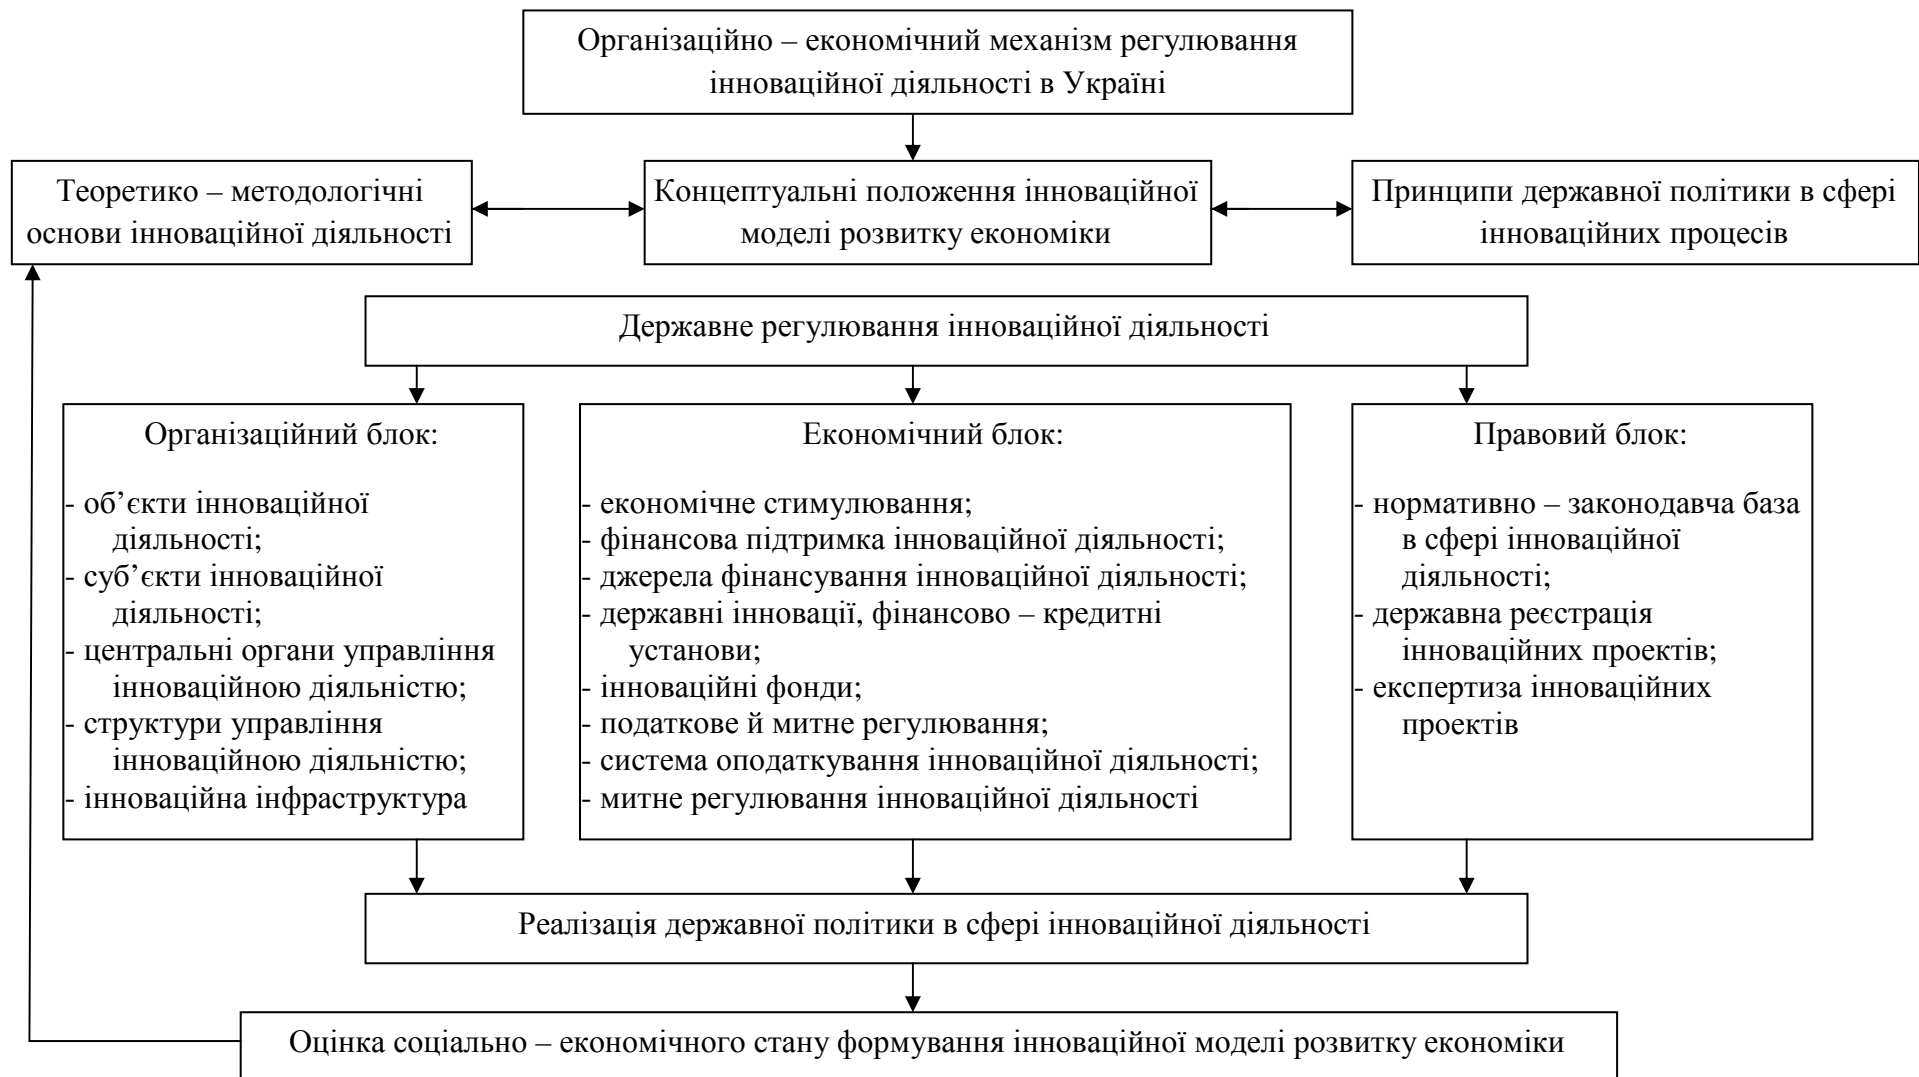 Організаційно – економічний механізм регулювання
інноваційної діяльності в Україні
Теоретико – методологічні
основи інноваційної діяльності
Концептуальні положення інноваційної
моделі розвитку економіки
Принципи державної політики в сфері
інноваційних процесів
Державне регулювання інноваційної діяльності
Організаційний блок:
- об’єкти інноваційної
діяльності;
- суб’єкти інноваційної
діяльності;
- центральні органи управління
інноваційною діяльністю;
- структури управління
інноваційною діяльністю;
- інноваційна інфраструктура
Економічний блок:
- економічне стимулювання;
- фінансова підтримка інноваційної діяльності;
- джерела фінансування інноваційної діяльності;
- державні інновації, фінансово – кредитні
установи;
- інноваційні фонди;
- податкове й митне регулювання;
- система оподаткування інноваційної діяльності;
- митне регулювання інноваційної діяльності
Правовий блок:
- нормативно – законодавча база
в сфері інноваційної
діяльності;
- державна реєстрація
інноваційних проектів;
- експертиза інноваційних
проектів
Реалізація державної політики в сфері інноваційної діяльності
Оцінка соціально – економічного стану формування інноваційної моделі розвитку економіки